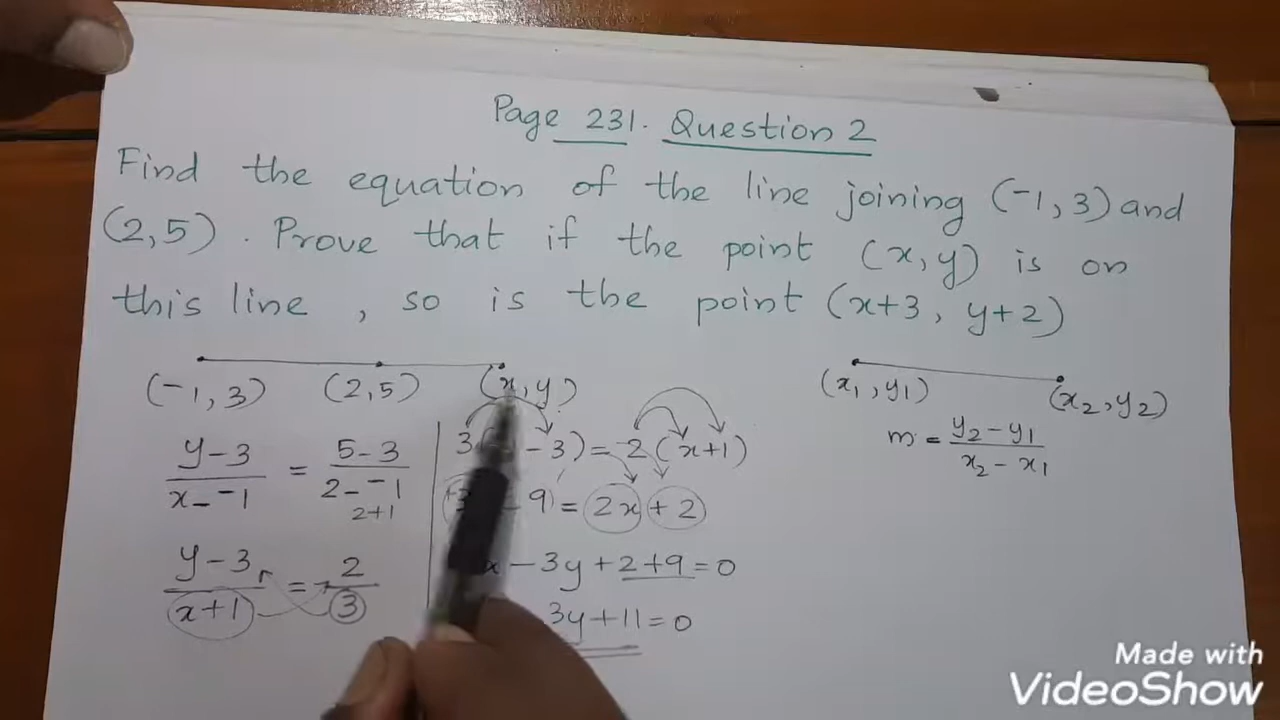 Page 231. Question 2
Find the equation of the line joining (-1, 3) and
(2, 5). Prove that if the point (x, y) is on
this line, so is the point (x+3, y+2)
(-1, 3) (2, 5) (x, y)
y-3 / x--1 = 5-3 / 2--1
2+1
y-3 / x+1 = 2 / 3
3( -3) = 2(x+1)
9 = 2x + 2
x - 3y + 2+9 = 0
3y + 11 = 0
(x₁, y₁) (x₂, y₂)
m = y₂ - y₁ / x₂ - x₁
Made with
VideoShow